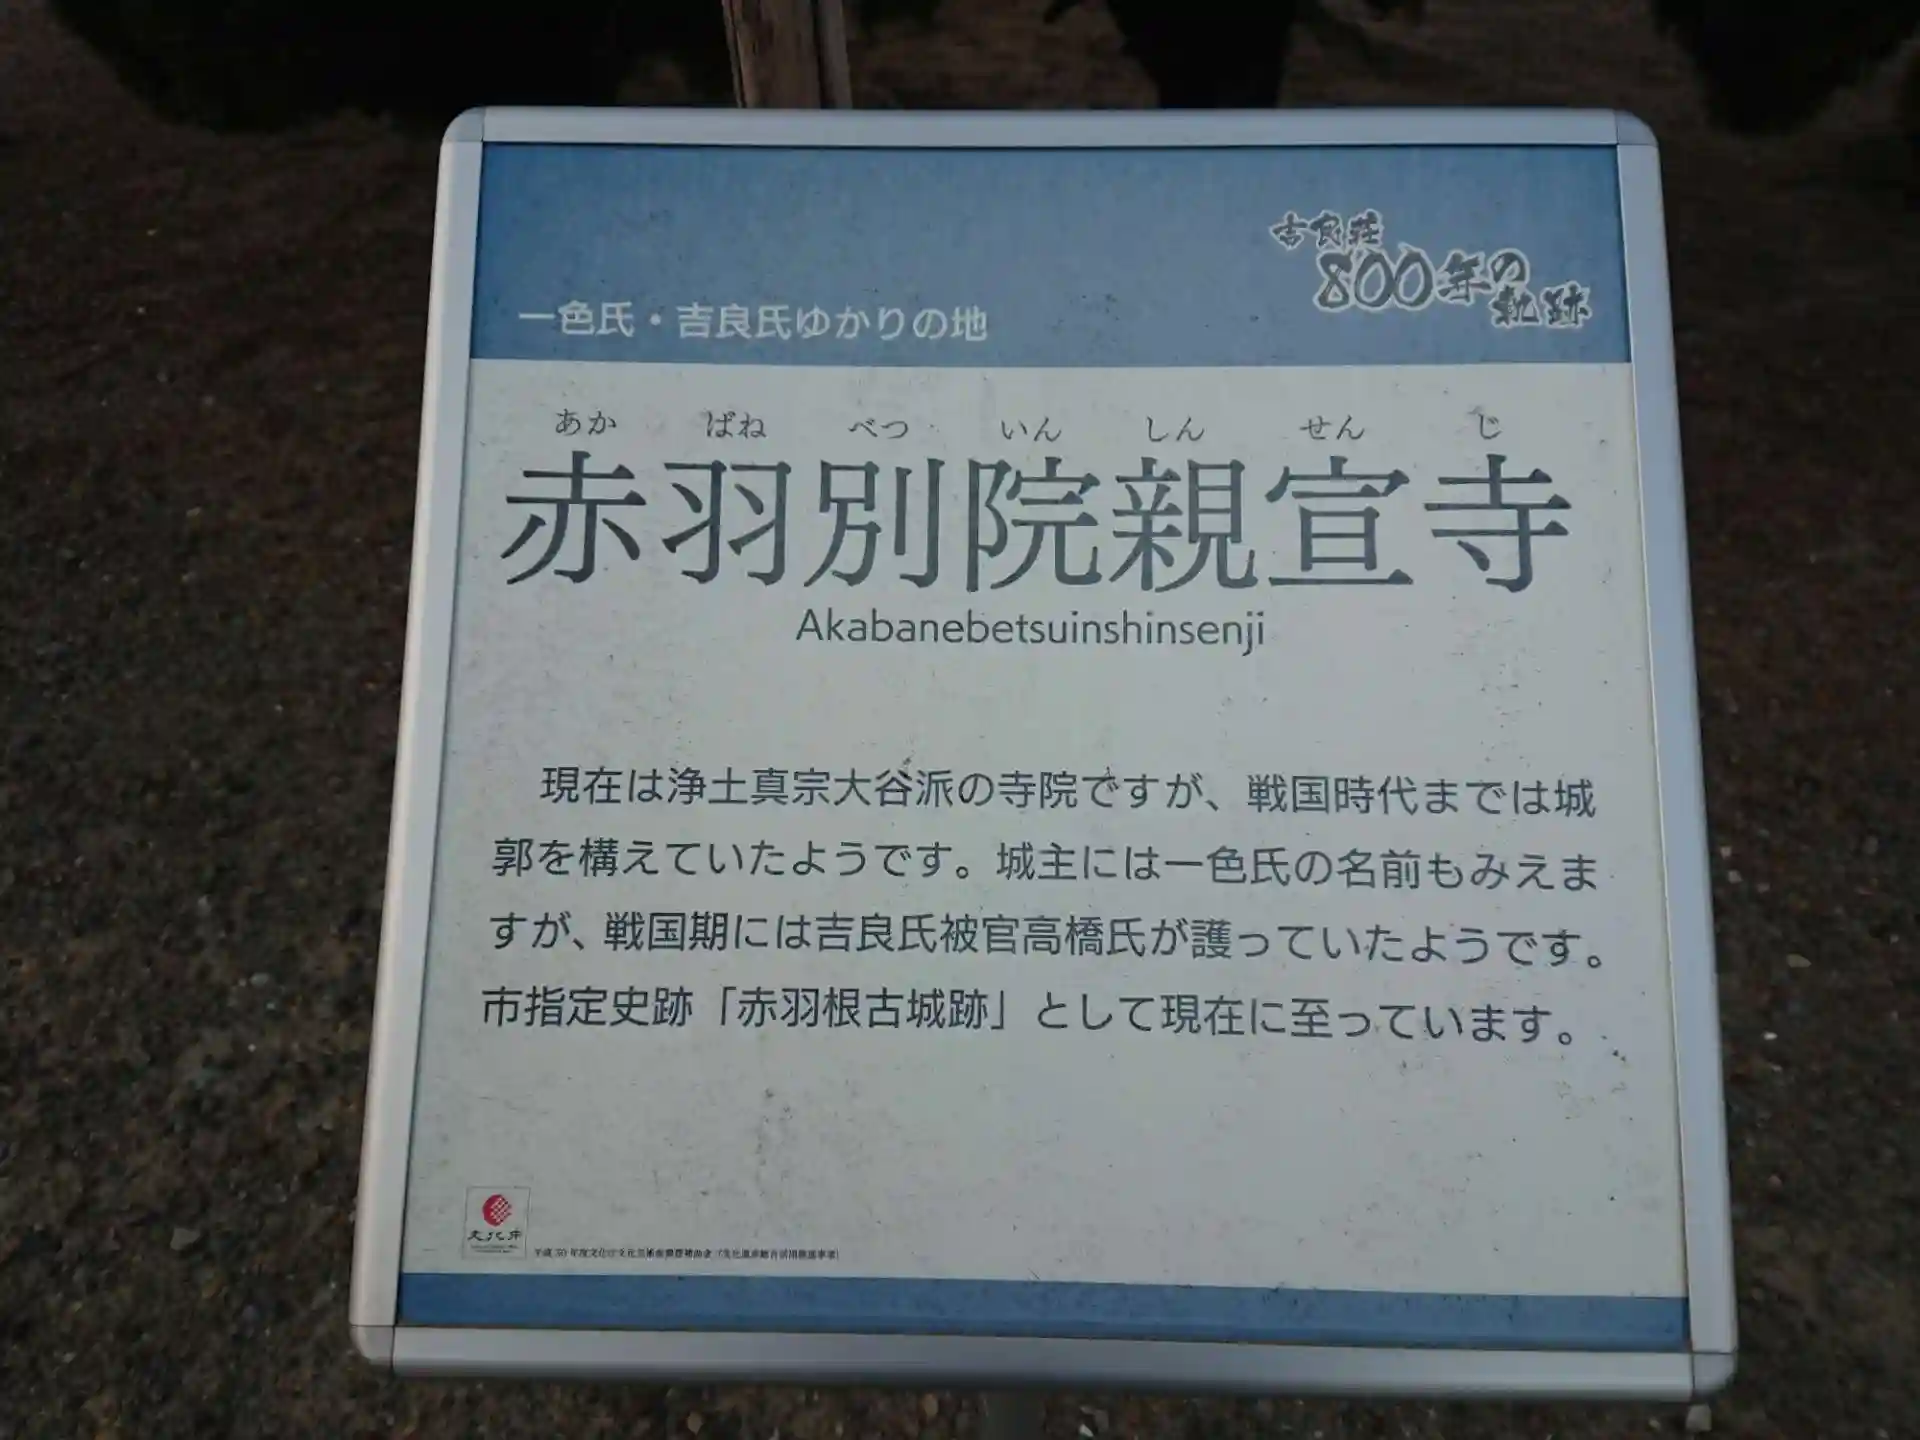 吉良荘
800年の
軌跡
一色氏・吉良氏ゆかりの地
あか ばね べつ いん しん せん じ
赤羽別院親宣寺
Akabanebetsuinshinsenji
現在は浄土真宗大谷派の寺院ですが、戦国時代までは城
郭を構えていたようです。城主には一色氏の名前もみえま
すが、戦国期には吉良氏被官高橋氏が護っていたようです。
市指定史跡「赤羽根古城跡」として現在に至っています。
文化庁